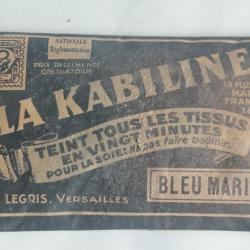 NATIONALE
Réglementation
PRIX RÉGLEMENTÉ
OBLIGATOIRE
LA KABILINE
TEINT TOUS LES TISSUS
EN VINGT MINUTES
POUR LA SOIE: Ne pas faire bouillir.
LEGRIS, VERSAILLES
BLEU MARI